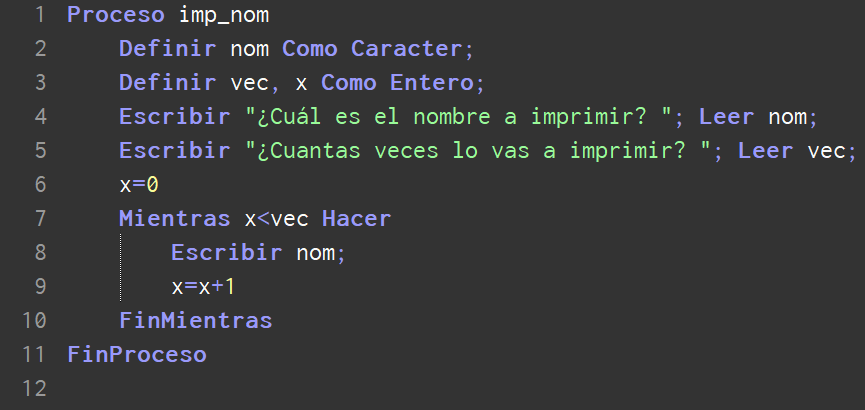 1 Proceso imp_nom
2 Definir nom Como Caracter;
3 Definir vec, x Como Entero;
4 Escribir "¿Cuál es el nombre a imprimir? "; Leer nom;
5 Escribir "¿Cuantas veces lo vas a imprimir? "; Leer vec;
6 x=0
7 Mientras x<vec Hacer
8 Escribir nom;
9 x=x+1
10 FinMientras
11 FinProceso
12